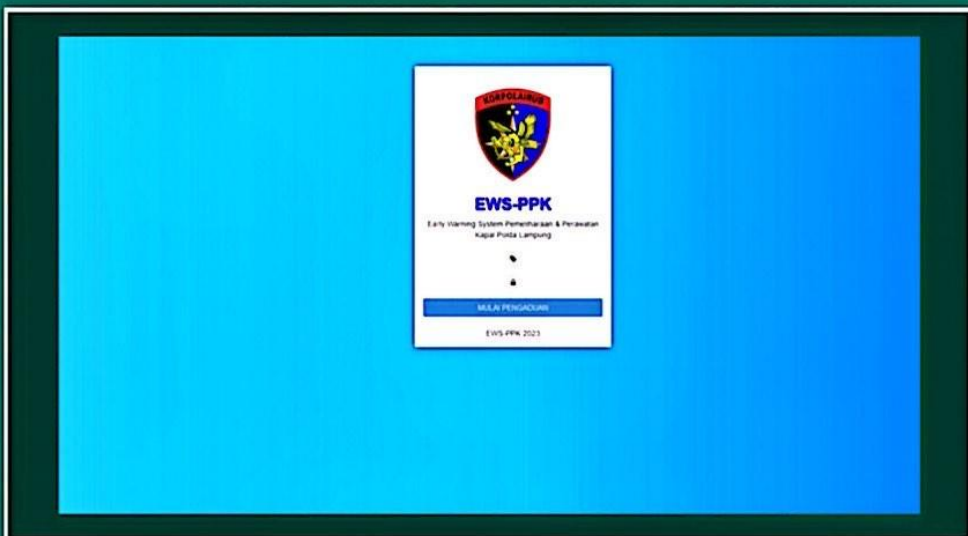 KORPOLAIRUD
EWS-PPK
Early Warning System Pemeliharaan & Perawatan
Kapal Polda Lampung
MULAI PENGADUAN
EWS-PPK 2023